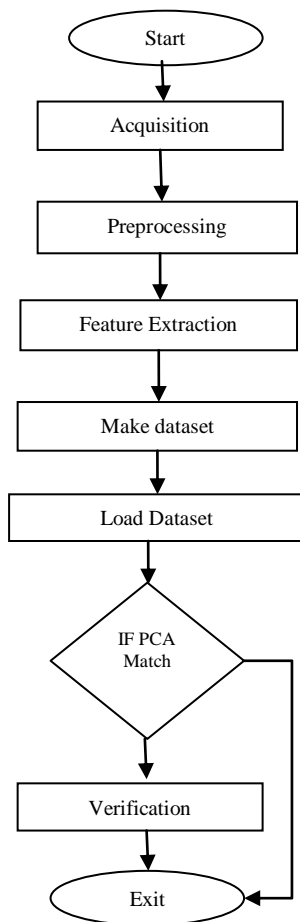 Start
Acquisition
Preprocessing
Feature Extraction
Make dataset
Load Dataset
IF PCA
Match
Verification
Exit